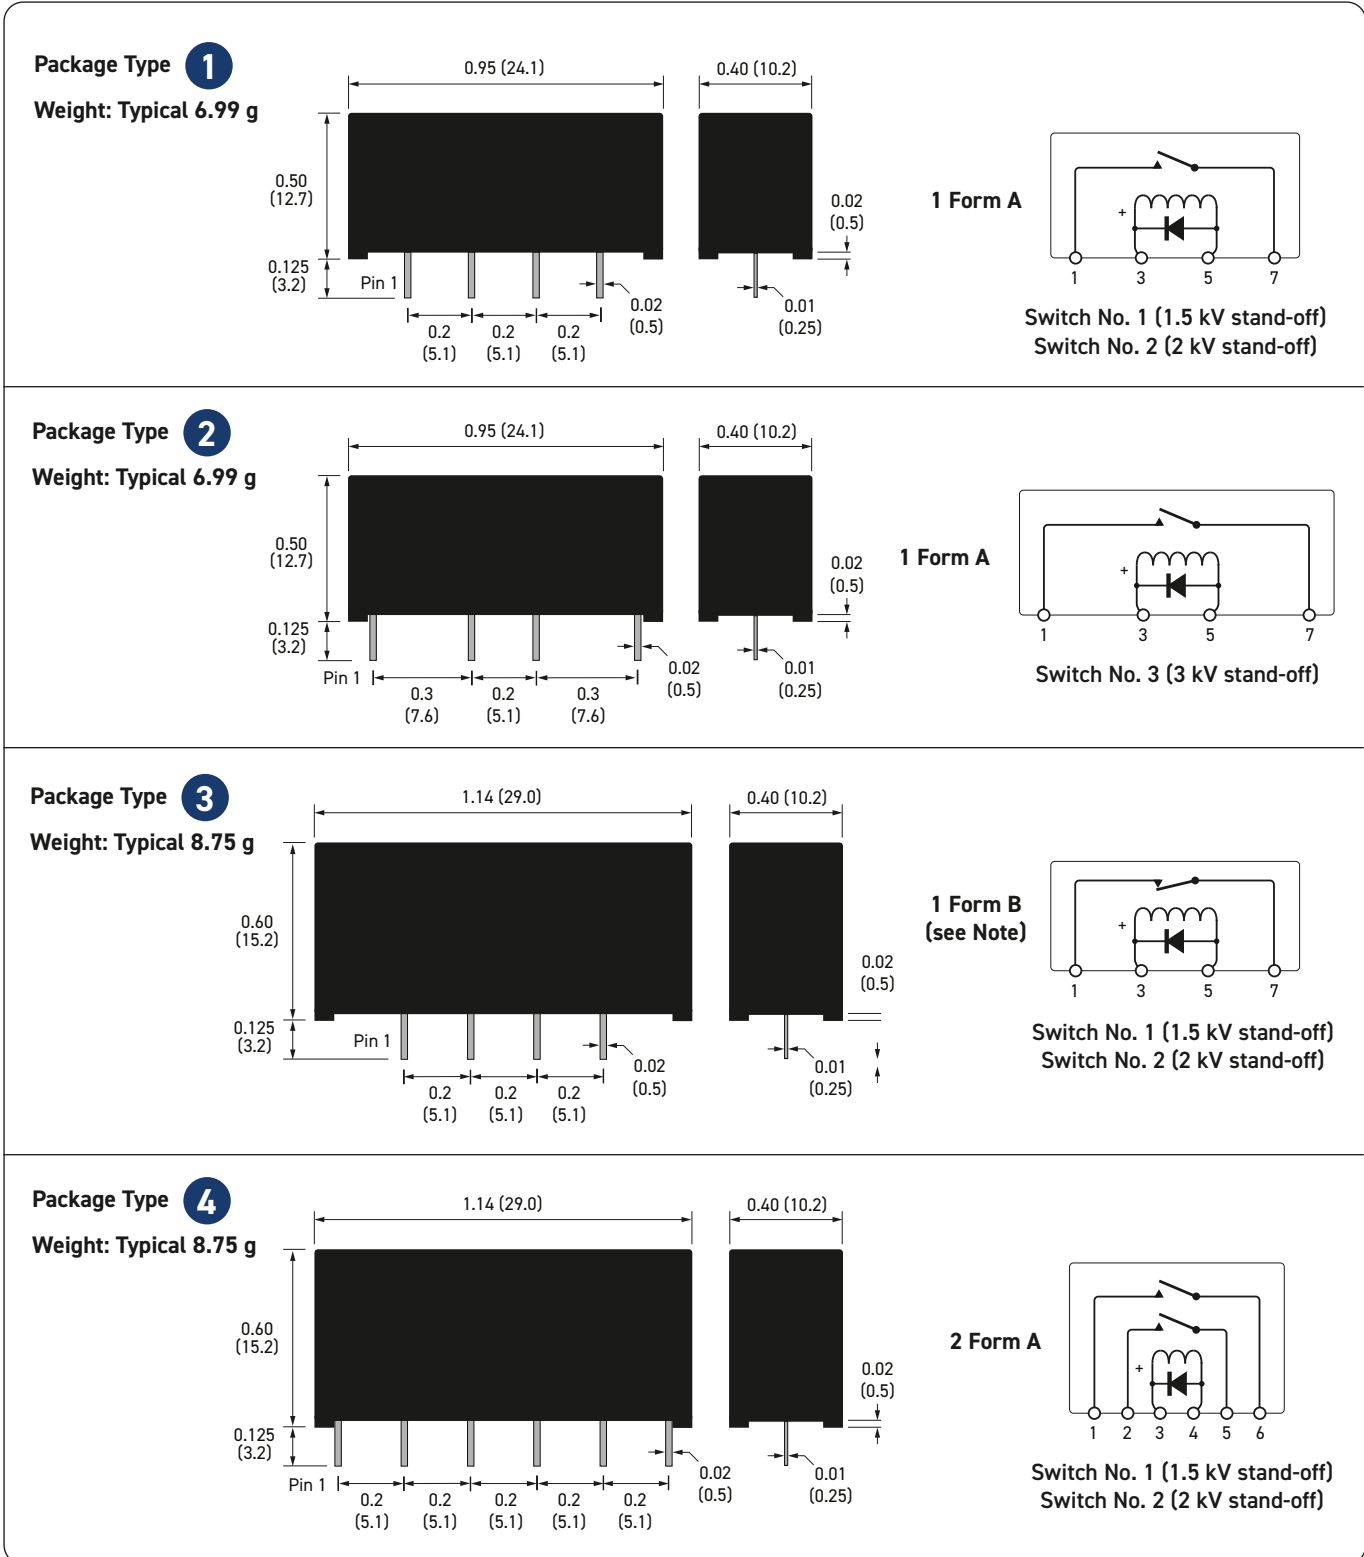 Package Type 1
Weight: Typical 6.99 g
0.95 (24.1)
0.40 (10.2)
0.50
(12.7)
0.02
(0.5)
0.125
(3.2)
Pin 1
0.02
(0.5)
0.01
(0.25)
0.2
(5.1)
0.2
(5.1)
0.2
(5.1)
1 Form A
+
1 3 5 7
Switch No. 1 (1.5 kV stand-off)
Switch No. 2 (2 kV stand-off)
Package Type 2
Weight: Typical 6.99 g
0.95 (24.1)
0.40 (10.2)
0.50
(12.7)
0.02
(0.5)
0.125
(3.2)
Pin 1
0.02
(0.5)
0.01
(0.25)
0.3
(7.6)
0.2
(5.1)
0.3
(7.6)
1 Form A
+
1 3 5 7
Switch No. 3 (3 kV stand-off)
Package Type 3
Weight: Typical 8.75 g
1.14 (29.0)
0.40 (10.2)
0.60
(15.2)
0.02
(0.5)
0.125
(3.2)
Pin 1
0.02
(0.5)
0.01
(0.25)
0.2
(5.1)
0.2
(5.1)
0.2
(5.1)
1 Form B
(see Note)
+
1 3 5 7
Switch No. 1 (1.5 kV stand-off)
Switch No. 2 (2 kV stand-off)
Package Type 4
Weight: Typical 8.75 g
1.14 (29.0)
0.40 (10.2)
0.60
(15.2)
0.02
(0.5)
0.125
(3.2)
Pin 1
0.02
(0.5)
0.01
(0.25)
0.2
(5.1)
0.2
(5.1)
0.2
(5.1)
0.2
(5.1)
0.2
(5.1)
2 Form A
+
1 2 3 4 5 6
Switch No. 1 (1.5 kV stand-off)
Switch No. 2 (2 kV stand-off)